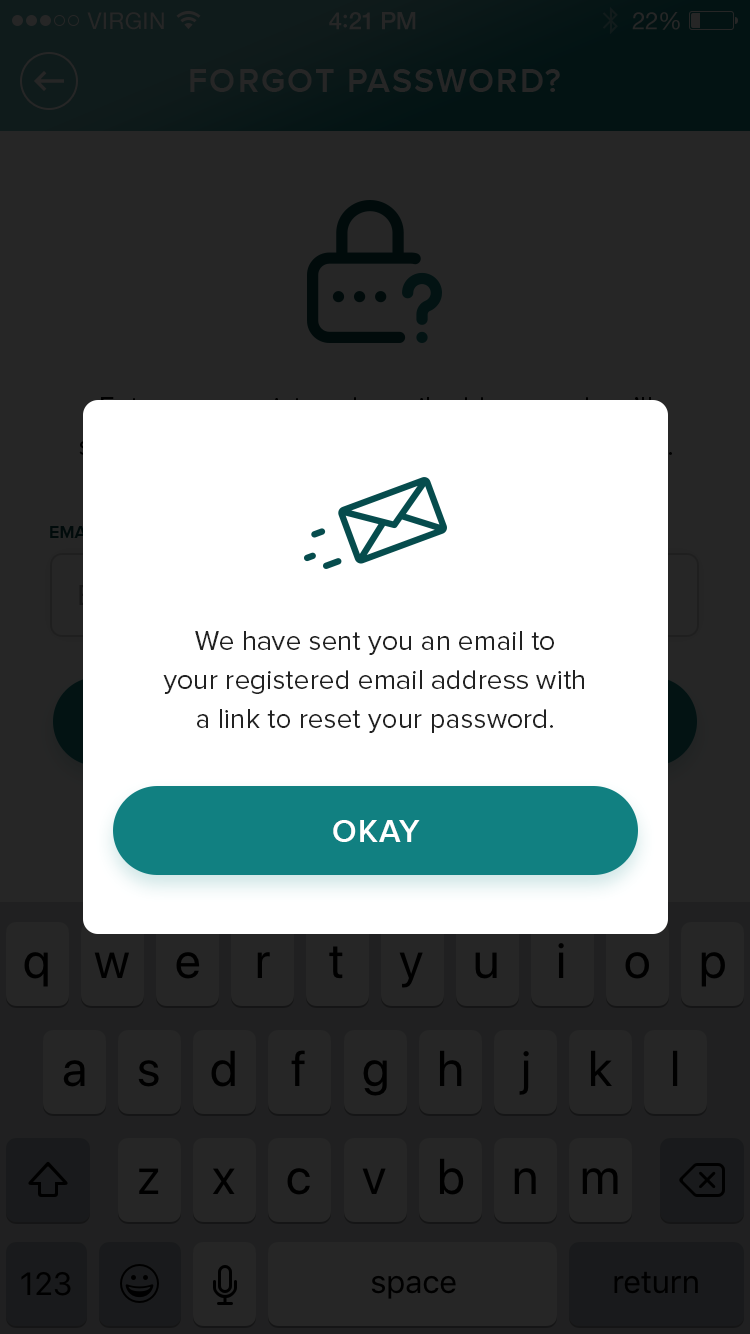 VIRGIN 4:21 PM 22%
FORGOT PASSWORD?
We have sent you an email to
your registered email address with
a link to reset your password.
OKAY
q w e r t y u i o p
a s d f g h j k l
z x c v b n m
123 space return